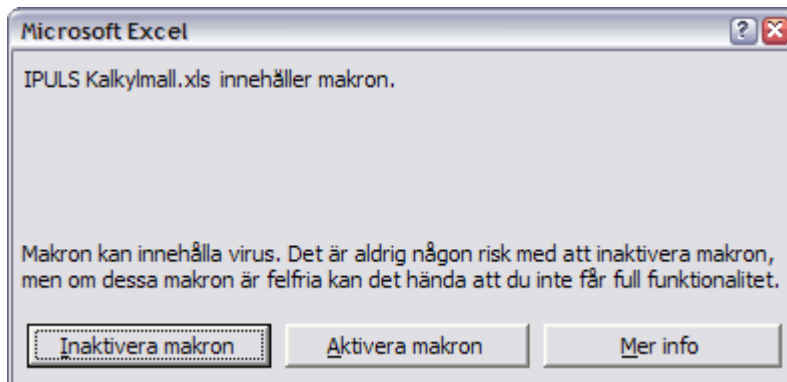 Microsoft Excel
IPULS Kalkylmall.xls innehåller makron.
Makron kan innehålla virus. Det är aldrig någon risk med att inaktivera makron,
men om dessa makron är felfria kan det hända att du inte får full funktionalitet.
Inaktivera makron Aktivera makron Mer info